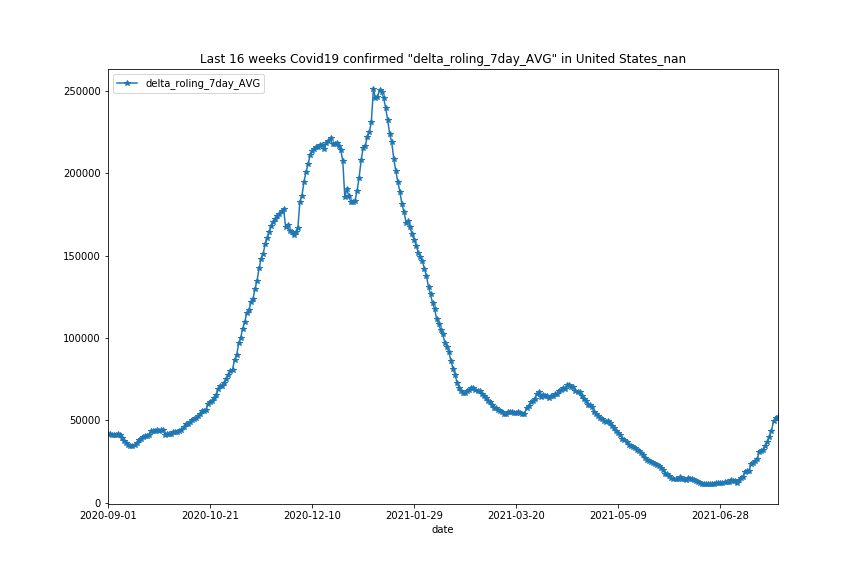 Last 16 weeks Covid19 confirmed "delta_roling_7day_AVG" in United States_nan
delta_roling_7day_AVG
250000
200000
150000
100000
50000
0
2020-09-01 2020-10-21 2020-12-10 2021-01-29 2021-03-20 2021-05-09 2021-06-28
date